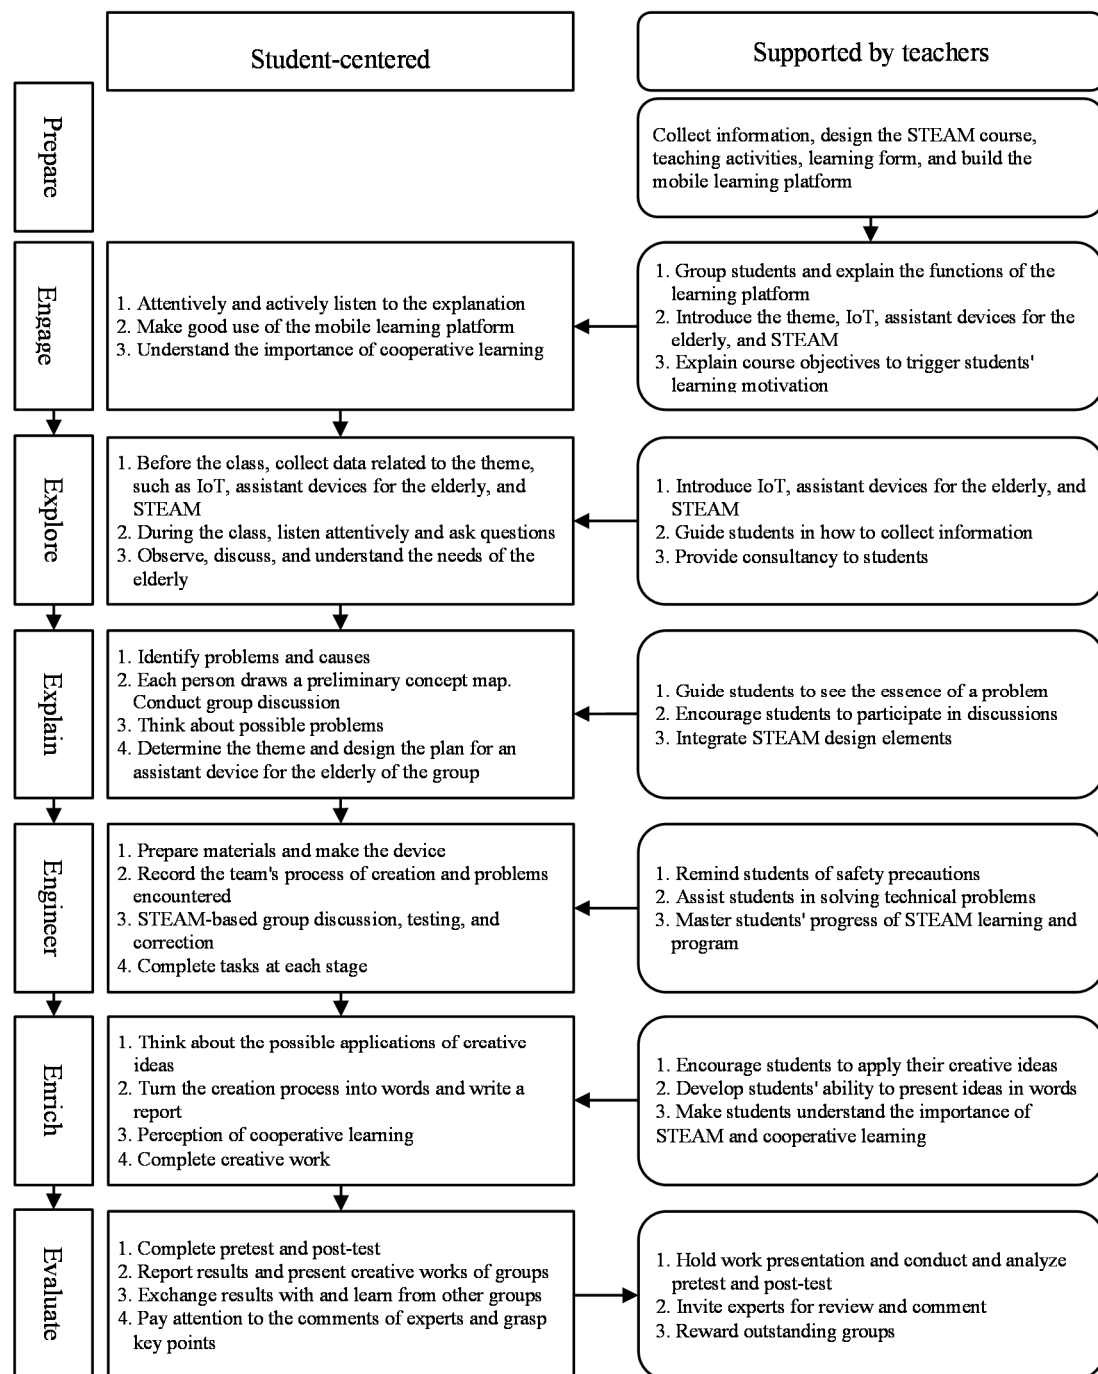 Student-centered
Supported by teachers
Prepare
Collect information, design the STEAM course,
teaching activities, learning form, and build the
mobile learning platform
Engage
1. Attentively and actively listen to the explanation
2. Make good use of the mobile learning platform
3. Understand the importance of cooperative learning
1. Group students and explain the functions of the
learning platform
2. Introduce the theme, IoT, assistant devices for the
elderly, and STEAM
3. Explain course objectives to trigger students'
learning motivation
Explore
1. Before the class, collect data related to the theme,
such as IoT, assistant devices for the elderly, and
STEAM
2. During the class, listen attentively and ask questions
3. Observe, discuss, and understand the needs of the
elderly
1. Introduce IoT, assistant devices for the elderly, and
STEAM
2. Guide students in how to collect information
3. Provide consultancy to students
Explain
1. Identify problems and causes
2. Each person draws a preliminary concept map.
Conduct group discussion
3. Think about possible problems
4. Determine the theme and design the plan for an
assistant device for the elderly of the group
1. Guide students to see the essence of a problem
2. Encourage students to participate in discussions
3. Integrate STEAM design elements
Engineer
1. Prepare materials and make the device
2. Record the team's process of creation and problems
encountered
3. STEAM-based group discussion, testing, and
correction
4. Complete tasks at each stage
1. Remind students of safety precautions
2. Assist students in solving technical problems
3. Master students' progress of STEAM learning and
program
Enrich
1. Think about the possible applications of creative
ideas
2. Turn the creation process into words and write a
report
3. Perception of cooperative learning
4. Complete creative work
1. Encourage students to apply their creative ideas
2. Develop students' ability to present ideas in words
3. Make students understand the importance of
STEAM and cooperative learning
Evaluate
1. Complete pretest and post-test
2. Report results and present creative works of groups
3. Exchange results with and learn from other groups
4. Pay attention to the comments of experts and grasp
key points
1. Hold work presentation and conduct and analyze
pretest and post-test
2. Invite experts for review and comment
3. Reward outstanding groups